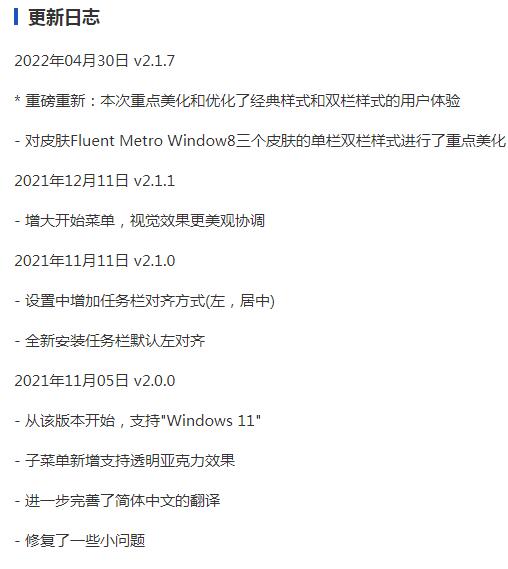 更新日志
2022年04月30日 v2.1.7
* 重磅重新：本次重点美化和优化了经典样式和双栏样式的用户体验
- 对皮肤Fluent Metro Window8三个皮肤的单栏双栏样式进行了重点美化
2021年12月11日 v2.1.1
- 增大开始菜单，视觉效果更美观协调
2021年11月11日 v2.1.0
- 设置中增加任务栏对齐方式(左，居中)
- 全新安装任务栏默认左对齐
2021年11月05日 v2.0.0
- 从该版本开始，支持"Windows 11"
- 子菜单新增支持透明亚克力效果
- 进一步完善了简体中文的翻译
- 修复了一些小问题